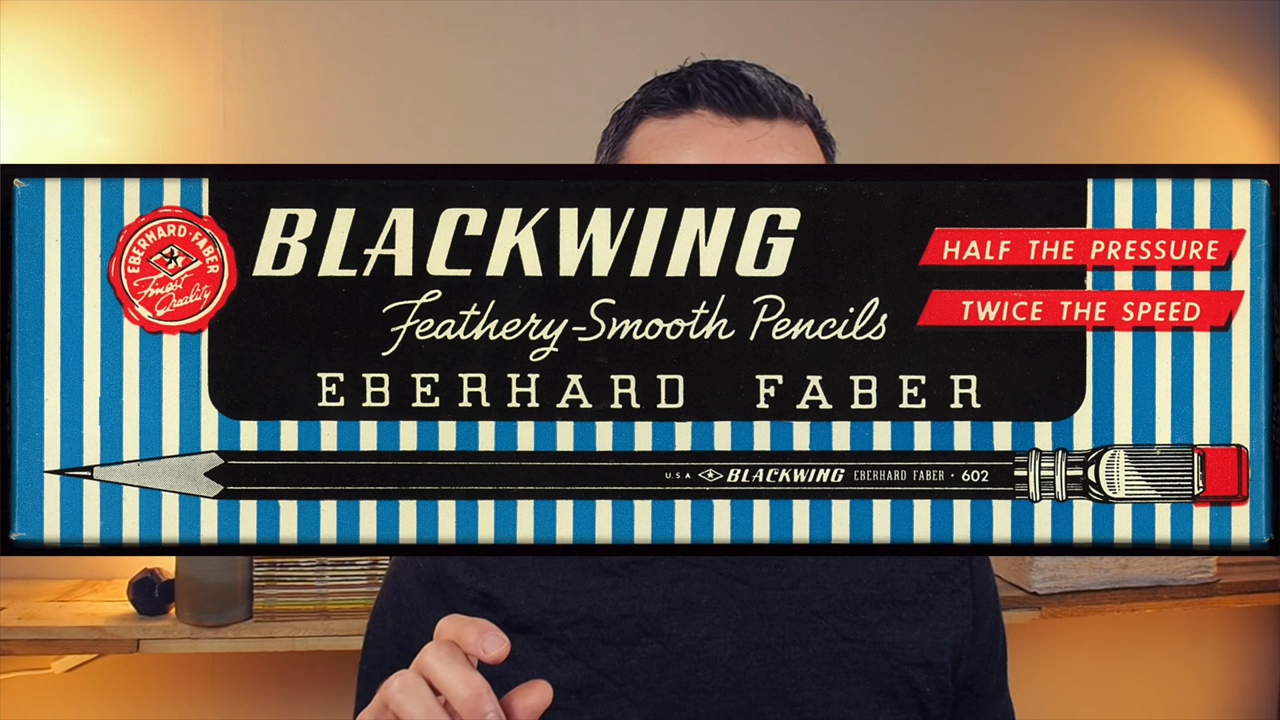 EBERHARD·FABER
Finest
Quality
BLACKWING
Feathery-Smooth Pencils
EBERHARD FABER
HALF THE PRESSURE
TWICE THE SPEED
U.S.A BLACKWING EBERHARD FABER · 602